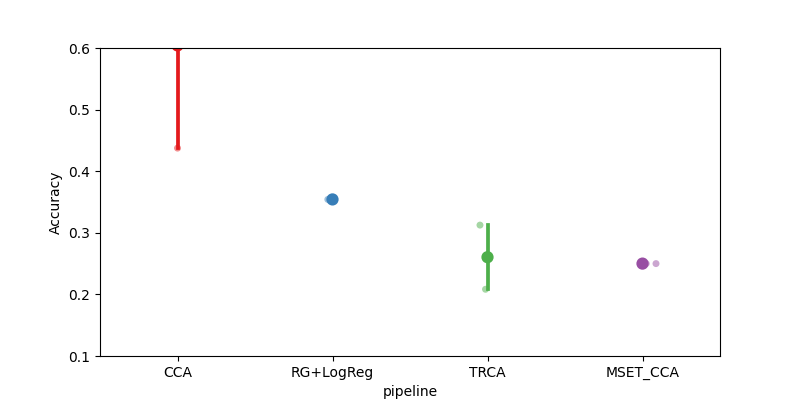 0.6
0.5
0.4
0.3
0.2
0.1
Accuracy
CCA
RG+LogReg
TRCA
MSET_CCA
pipeline